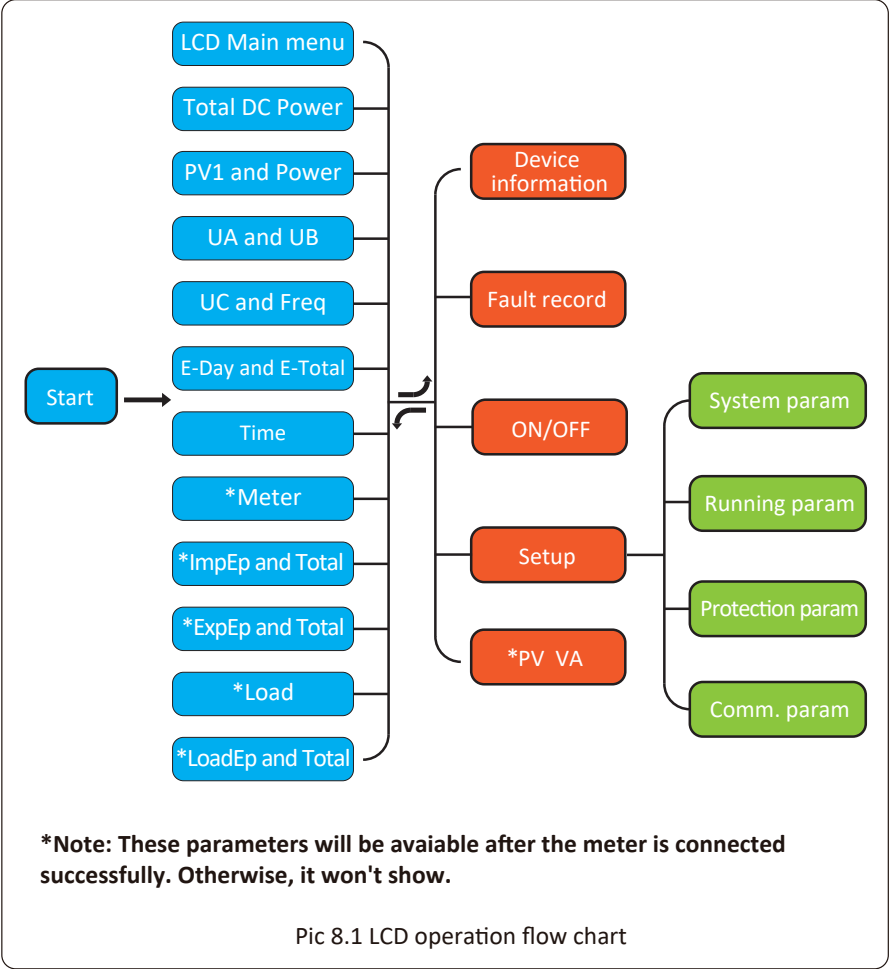 LCD Main menu
Total DC Power
PV1 and Power
UA and UB
UC and Freq
E-Day and E-Total
Start
Time
*Meter
*ImpEp and Total
*ExpEp and Total
*Load
*LoadEp and Total
Device
information
Fault record
ON/OFF
Setup
*PV VA
System param
Running param
Protection param
Comm. param
*Note: These parameters will be avaiable after the meter is connected
successfully. Otherwise, it won't show.
Pic 8.1 LCD operation flow chart